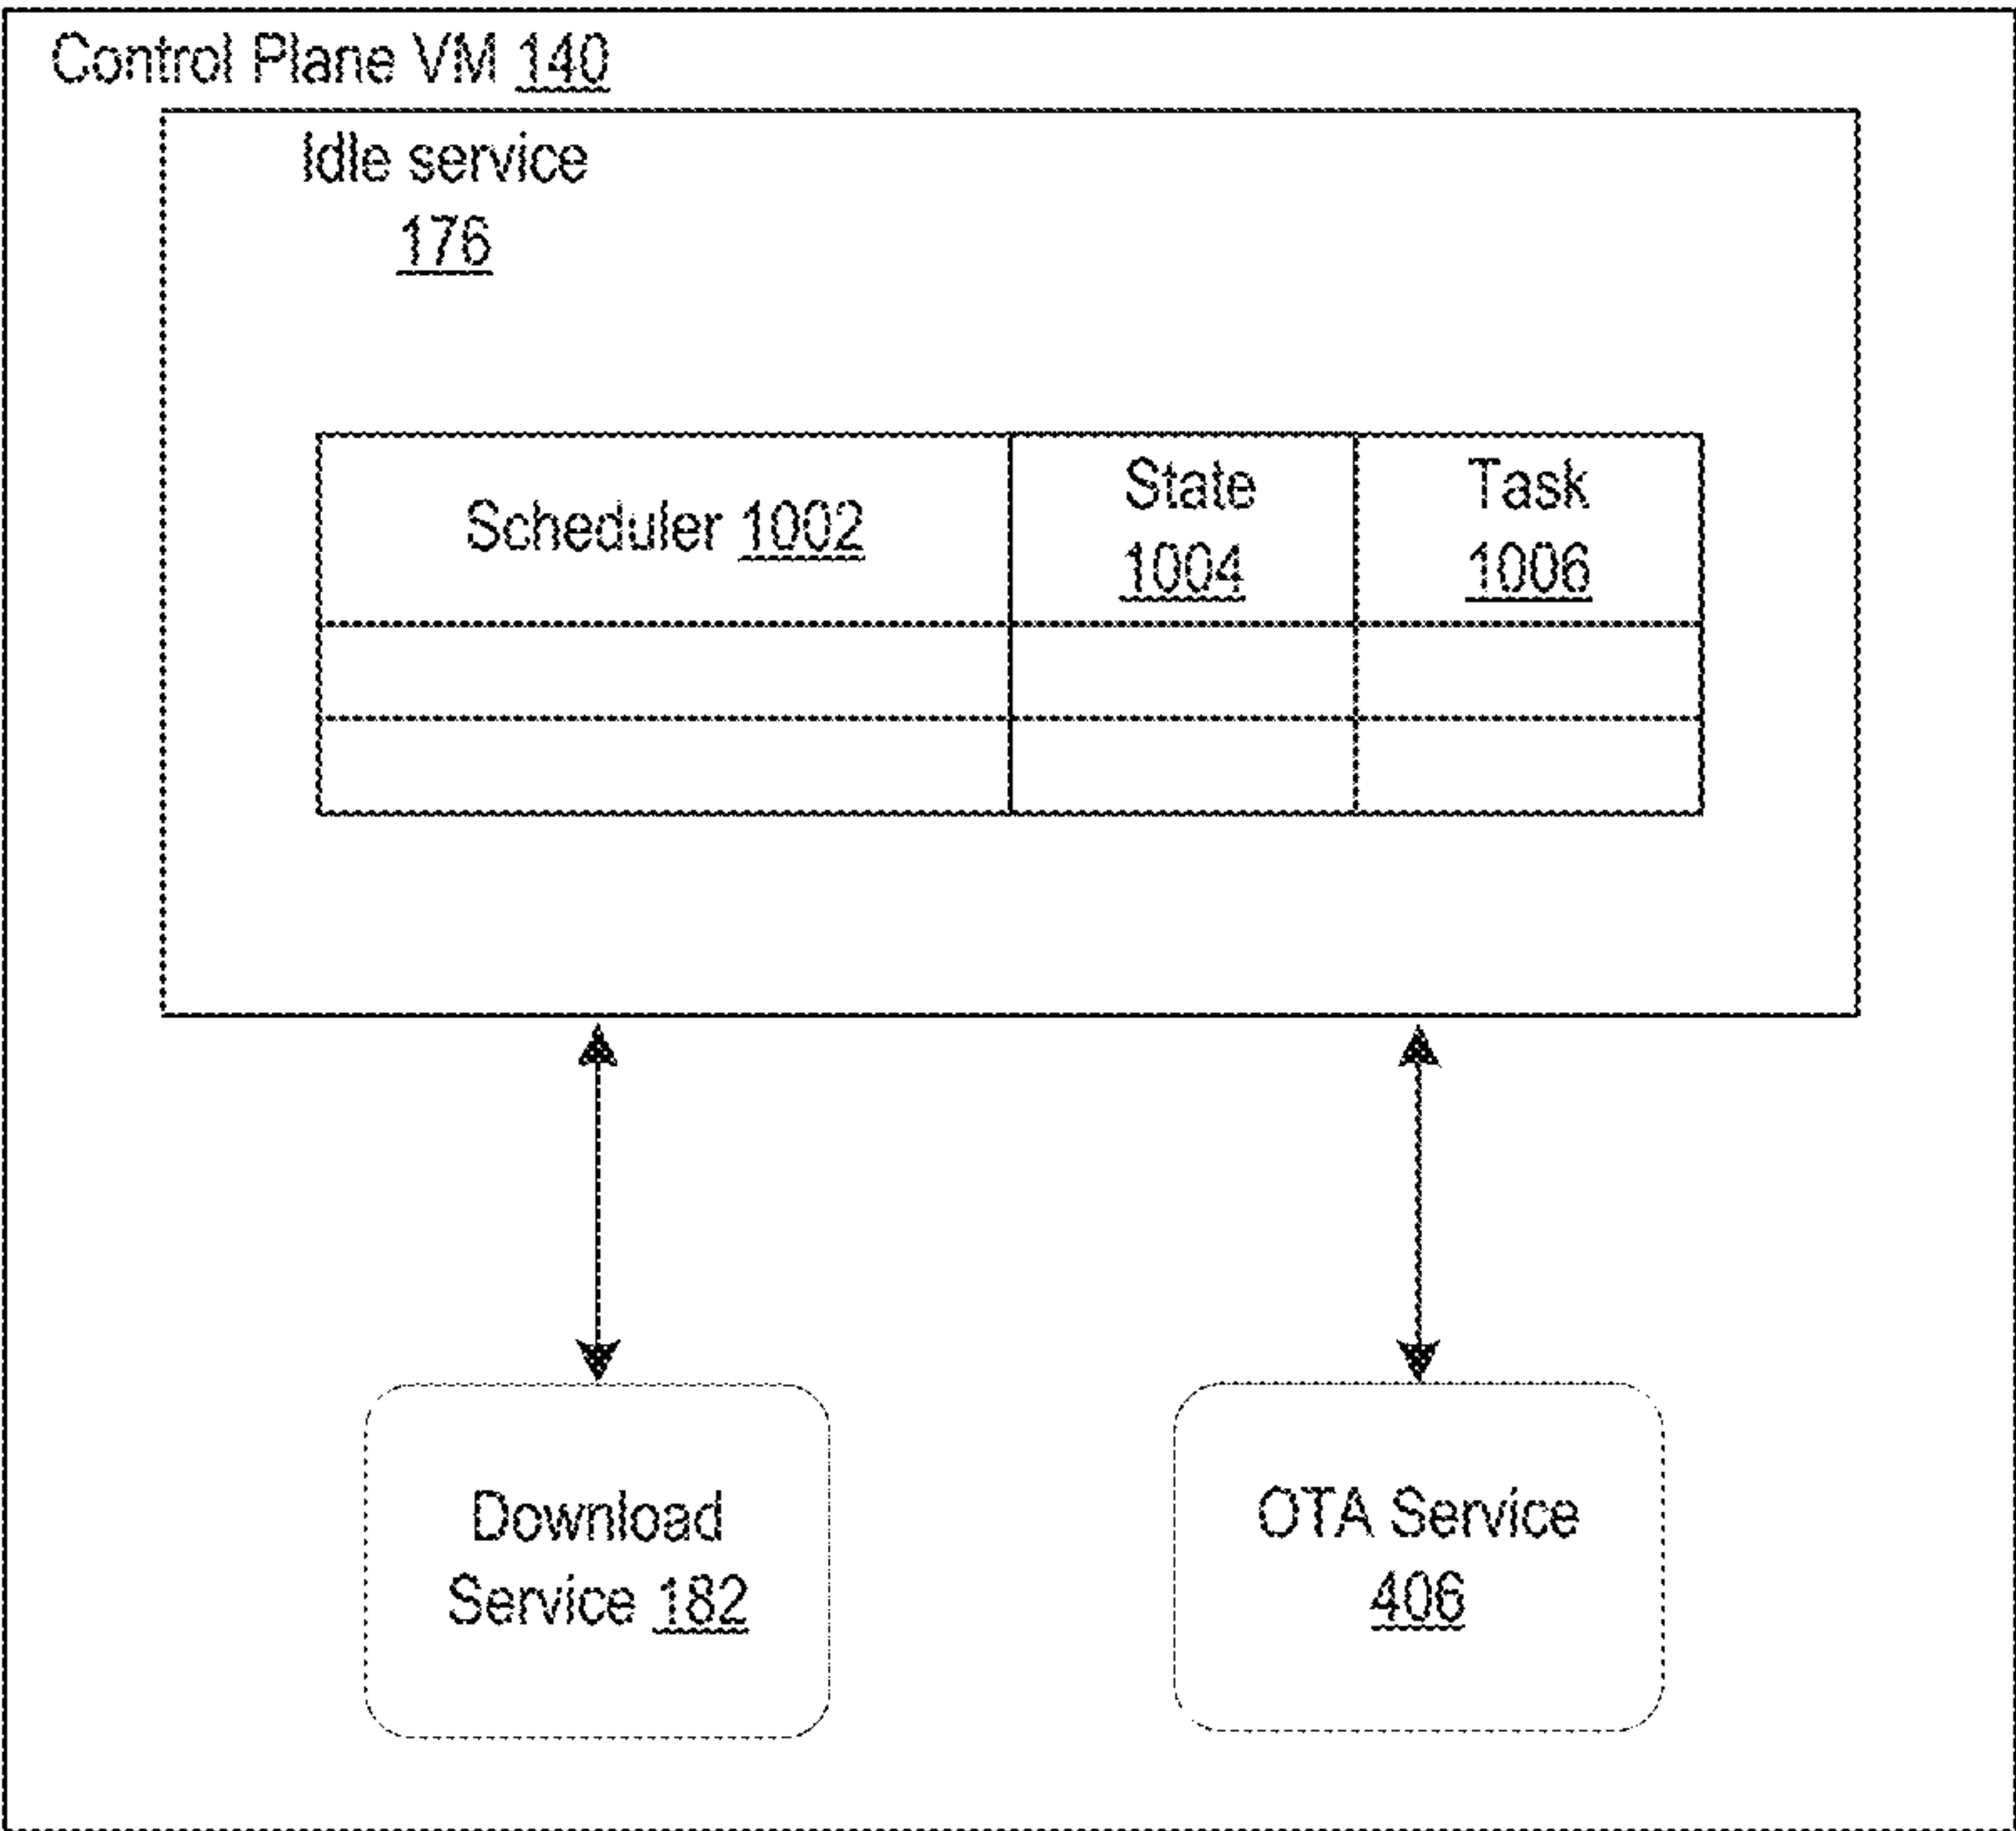 Control Plane VM 140
Idle service
176
Scheduler 1002
State
1004
Task
1006
Download
Service 182
OTA Service
406